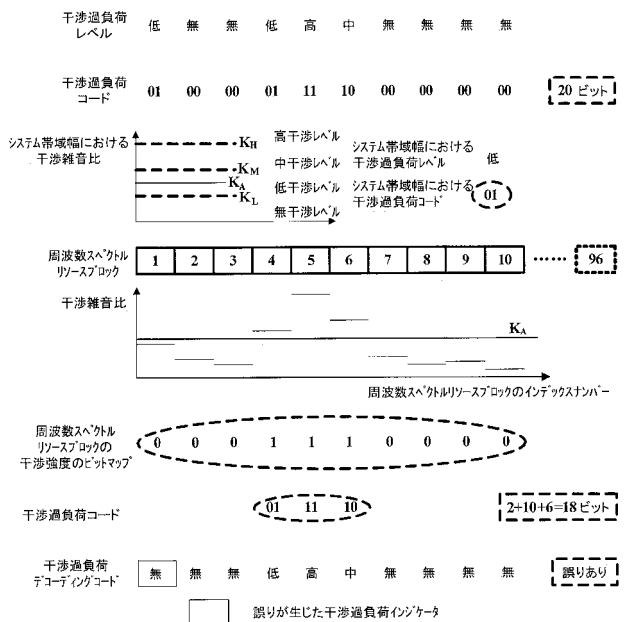 干渉過負荷
レベル
低 無 無 低 高 中 無 無 無 無
干渉過負荷
コード
01 00 00 01 11 10 00 00 00 00
20 ビット
システム帯域幅における
干渉雑音比
K_H
K_M
K_A
K_L
高干渉レベル
中干渉レベル
低干渉レベル
無干渉レベル
システム帯域幅における
干渉過負荷レベル
低
システム帯域幅における
干渉過負荷コード
01
周波数スペクトル
リソースブロック
1 2 3 4 5 6 7 8 9 10 …… 96
干渉雑音比
K_A
周波数スペクトルリソースブロックのインデックスナンバー
周波数スペクトル
リソースブロックの
干渉強度のビットマップ
0 0 0 1 1 1 0 0 0 0
干渉過負荷コード
01 11 10
2+10+6=18 ビット
干渉過負荷
デコーディングコード
無 無 無 低 高 中 無 無 無 無
誤りあり
誤りが生じた干渉過負荷インジケータ